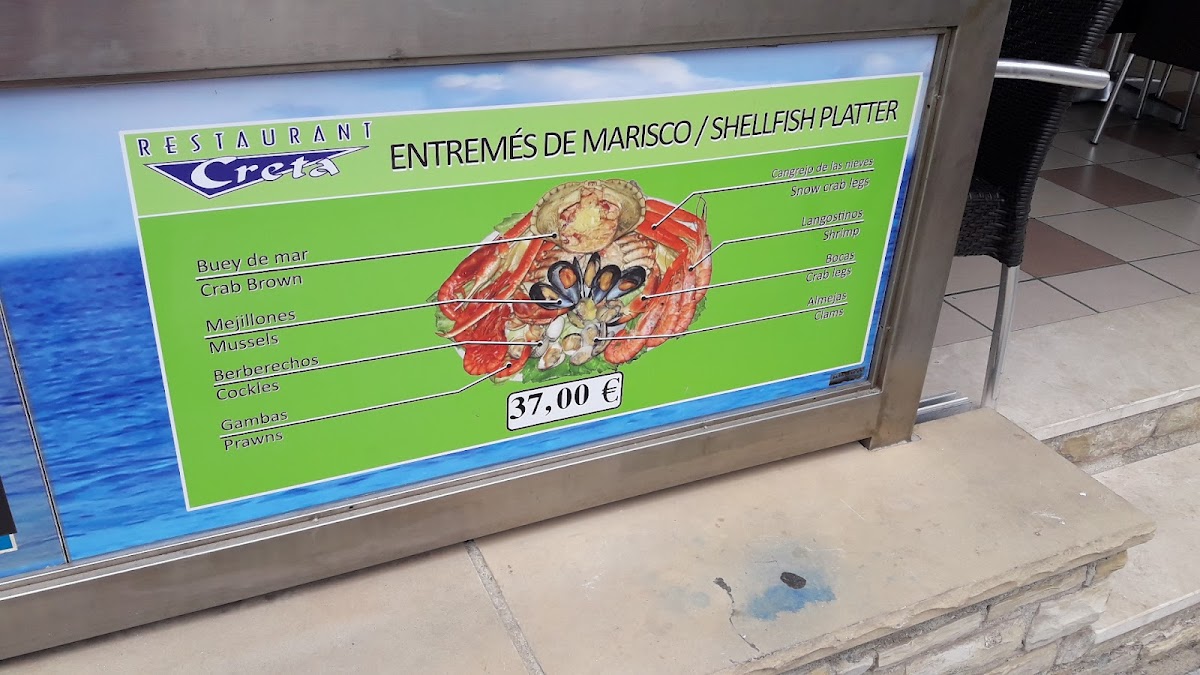 RESTAURANT
Creta
ENTREMÉS DE MARISCO / SHELLFISH PLATTER
Buey de mar
Crab Brown
Mejillones
Mussels
Berberechos
Cockles
Gambas
Prawns
Cangrejo de las nieves
Snow crab legs
Langostinos
Shrimp
Bocas
Crab legs
Almejas
Clams
37,00 €